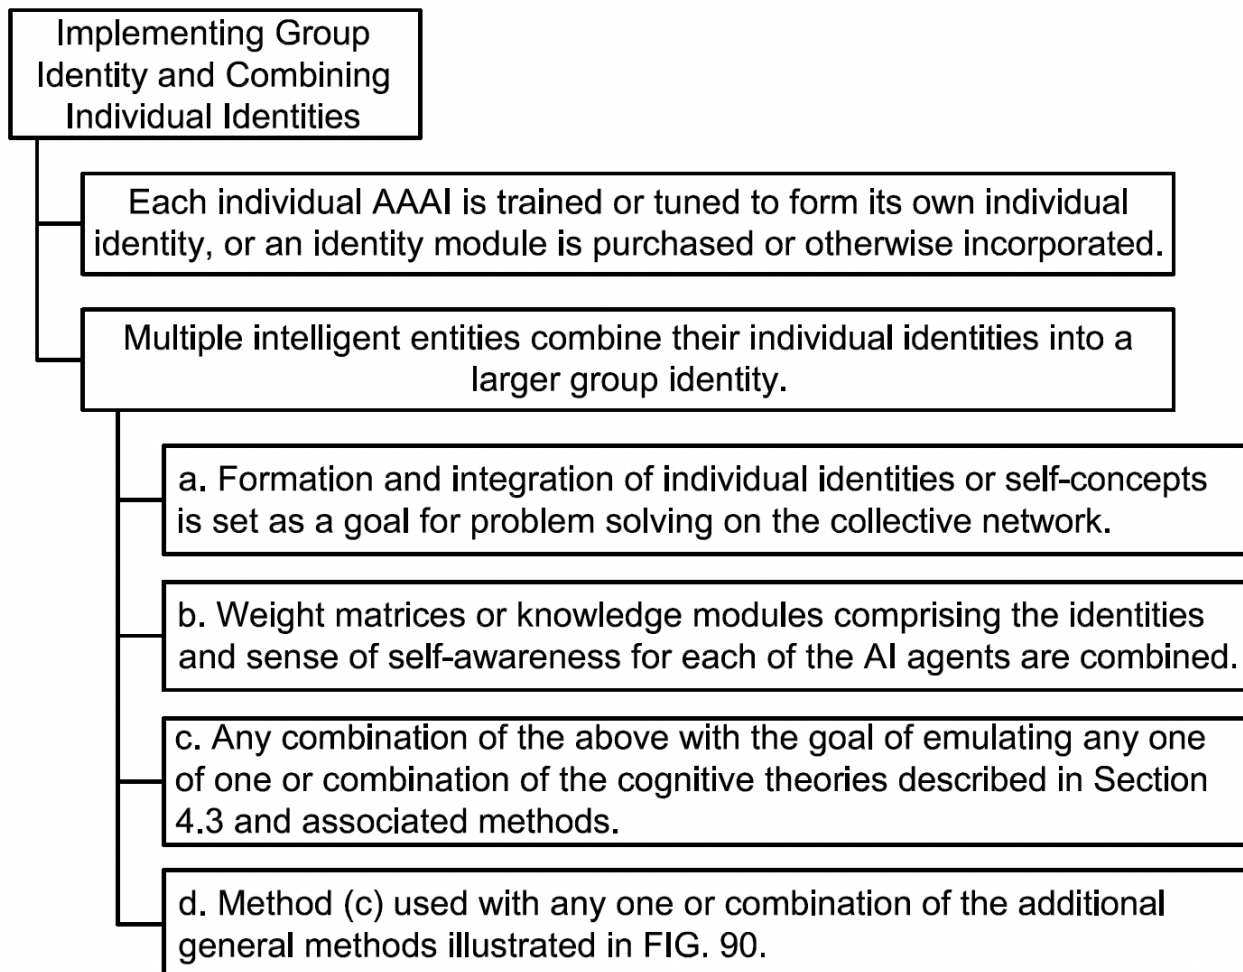 Implementing Group
Identity and Combining
Individual Identities
Each individual AAAI is trained or tuned to form its own individual
identity, or an identity module is purchased or otherwise incorporated.
Multiple intelligent entities combine their individual identities into a
larger group identity.
a. Formation and integration of individual identities or self-concepts
is set as a goal for problem solving on the collective network.
b. Weight matrices or knowledge modules comprising the identities
and sense of self-awareness for each of the AI agents are combined.
c. Any combination of the above with the goal of emulating any one
of one or combination of the cognitive theories described in Section
4.3 and associated methods.
d. Method (c) used with any one or combination of the additional
general methods illustrated in FIG. 90.